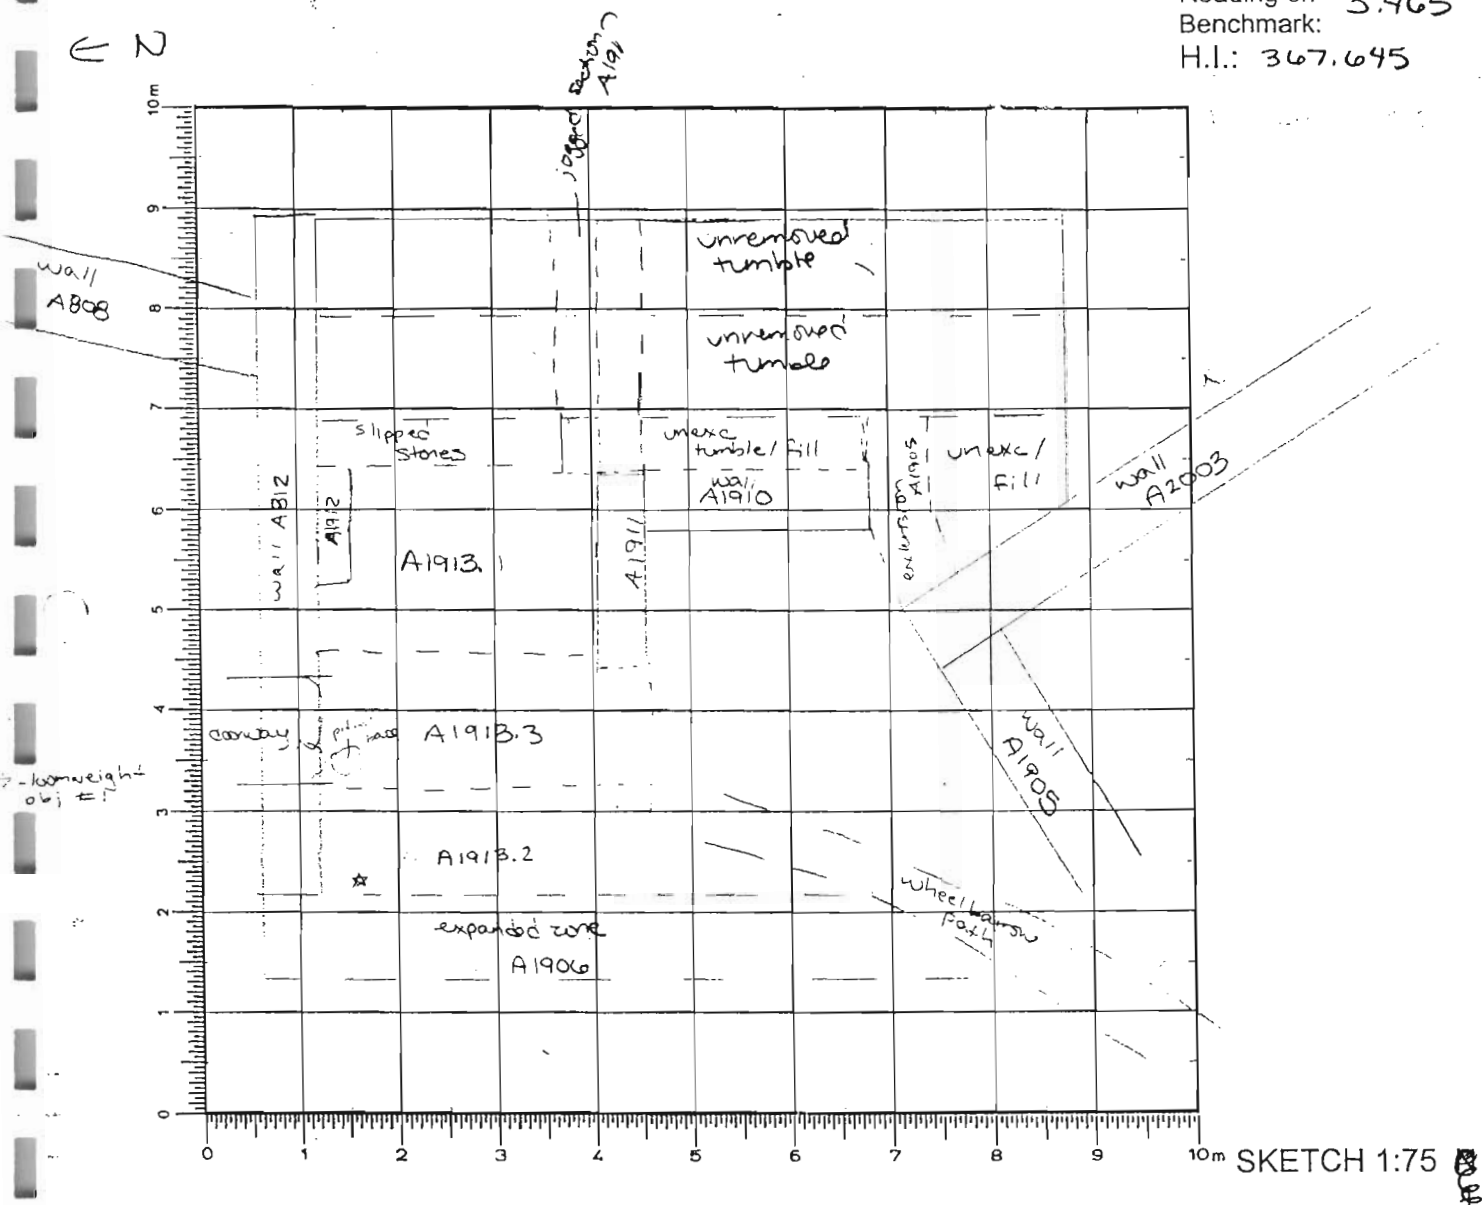 3.465
Benchmark:
H.I.: 367.645
N
jogged section
A1911
10m
9
8
7
6
5
4
3
2
1
0
unremoved
tumble
wall
A808
unremoved
tumble
slipped
stones
unexc
tumble/fill
extension
A1905
unexc/
fill
wall
A2003
wall A812
A1912
wall
A1910
A1913.1
A1911
doorway
A1913.3
wall
A1905
-loomweight
obj #:
A1913.2
wheelbarrow
path
expanded zone
A1906
0 1 2 3 4 5 6 7 8 9 10m
SKETCH 1:75